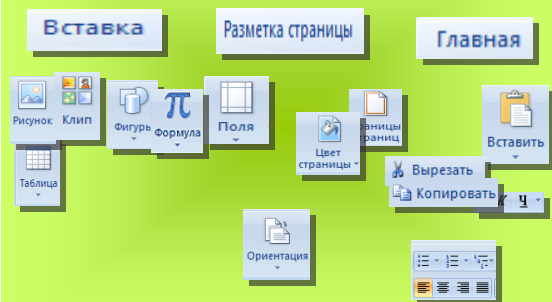 Вставка
Разметка страницы
Главная
Рисунок
Клип
Фигуры
Формула
Поля
Таблица
Цвет
страницы
Вставить
Вырезать
Копировать
Ч
Ориентация